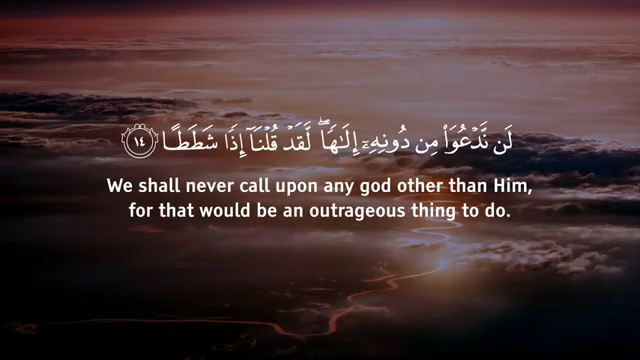 لَن نَّدْعُوَا۟ مِن دُونِهِۦٓ إِلَـٰهًا ۖ لَّقَدْ قُلْنَآ إِذًا شَطَطًا ١٤
We shall never call upon any god other than Him,
for that would be an outrageous thing to do.